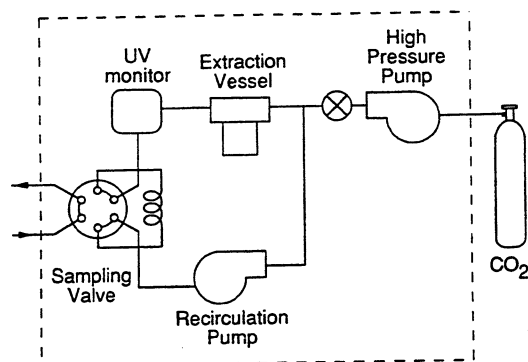 UV
monitor
Extraction
Vessel
High
Pressure
Pump
Sampling
Valve
Recirculation
Pump
CO2